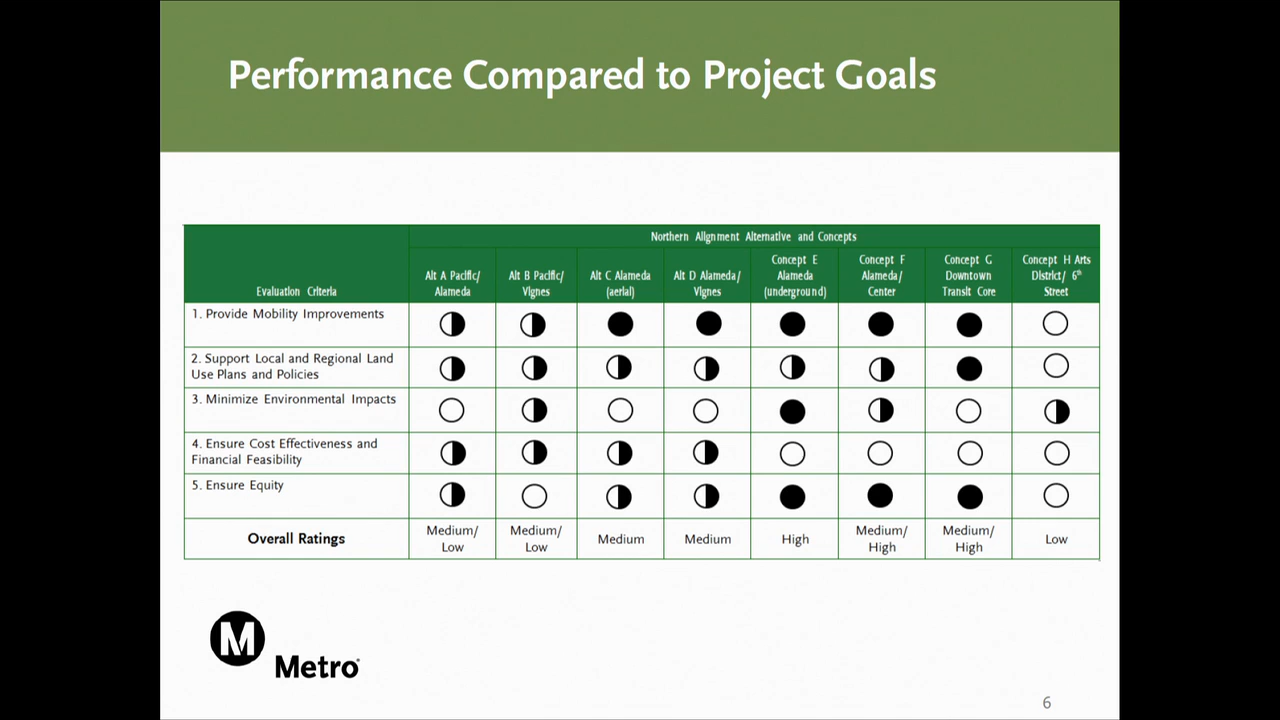 Performance Compared to Project Goals
Northern Alignment Alternative and Concepts
Evaluation Criteria
Alt A Pacific/
Alameda
Alt B Pacific/
Vignes
Alt C Alameda
(aerial)
Alt D Alameda/
Vignes
Concept E
Alameda
(underground)
Concept F
Alameda/
Center
Concept G
Downtown
Transit Core
Concept H Arts
District/ 6th
Street
1. Provide Mobility Improvements
2. Support Local and Regional Land
Use Plans and Policies
3. Minimize Environmental Impacts
4. Ensure Cost Effectiveness and
Financial Feasibility
5. Ensure Equity
Overall Ratings
Medium/
Low
Medium/
Low
Medium
Medium
High
Medium/
High
Medium/
High
Low
M
Metro
6